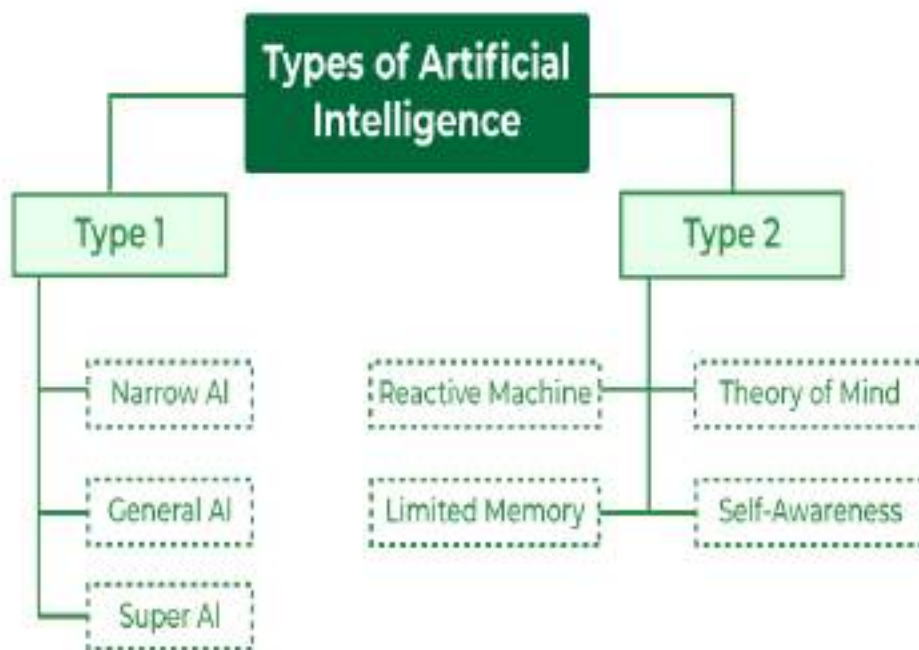 Types of Artificial
Intelligence
Type 1
Type 2
Narrow AI
General AI
Super AI
Reactive Machine
Theory of Mind
Limited Memory
Self-Awareness